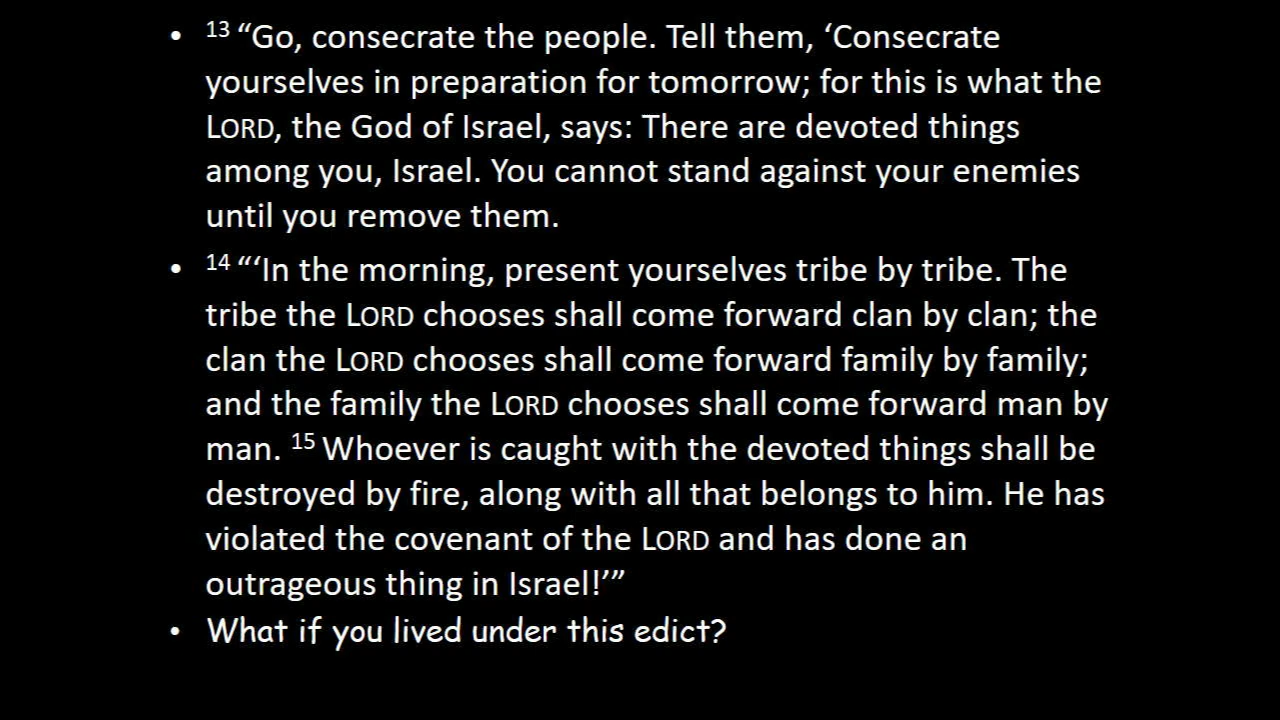 • 13 “Go, consecrate the people. Tell them, ‘Consecrate
yourselves in preparation for tomorrow; for this is what the
LORD, the God of Israel, says: There are devoted things
among you, Israel. You cannot stand against your enemies
until you remove them.
• 14 “‘In the morning, present yourselves tribe by tribe. The
tribe the LORD chooses shall come forward clan by clan; the
clan the LORD chooses shall come forward family by family;
and the family the LORD chooses shall come forward man by
man. 15 Whoever is caught with the devoted things shall be
destroyed by fire, along with all that belongs to him. He has
violated the covenant of the LORD and has done an
outrageous thing in Israel!’”
• What if you lived under this edict?